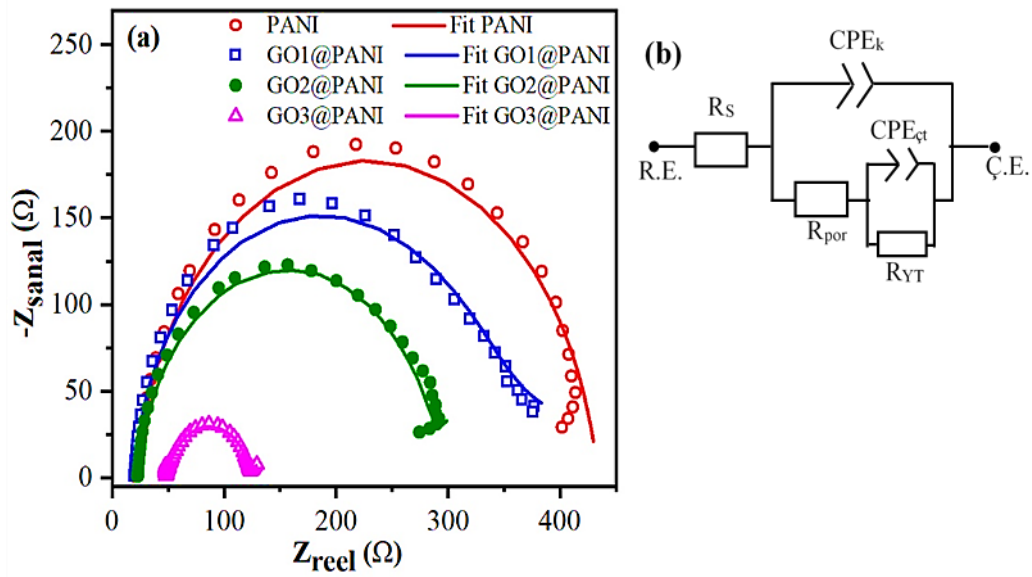 (a)
PANI
Fit PANI
GO1@PANI
Fit GO1@PANI
GO2@PANI
Fit GO2@PANI
GO3@PANI
Fit GO3@PANI
250
200
150
100
50
0
-Zsanal (Ω)
0 100 200 300 400
Zreel (Ω)
(b)
CPEk
RS
CPEçt
R.E.
Ç.E.
Rpor
RYT